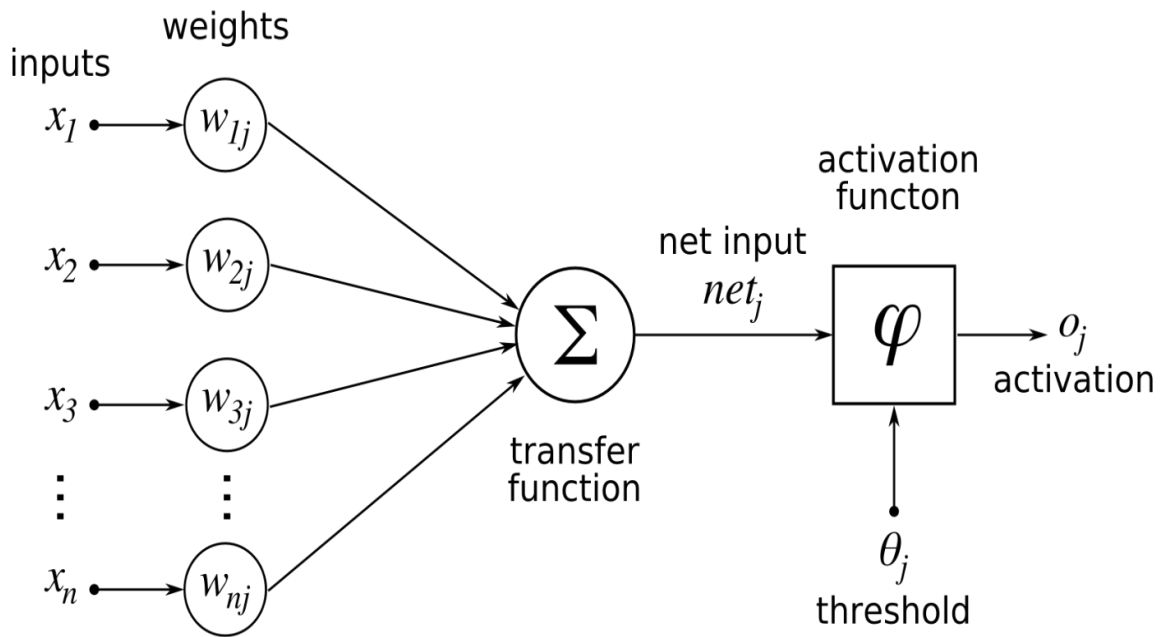 weights
inputs
x₁
w₁ⱼ
activation
functon
x₂
w₂ⱼ
net input
netⱼ
Σ
φ
oⱼ
activation
x₃
w₃ⱼ
transfer
function
⋮
⋮
θⱼ
threshold
xₙ
wₙⱼ